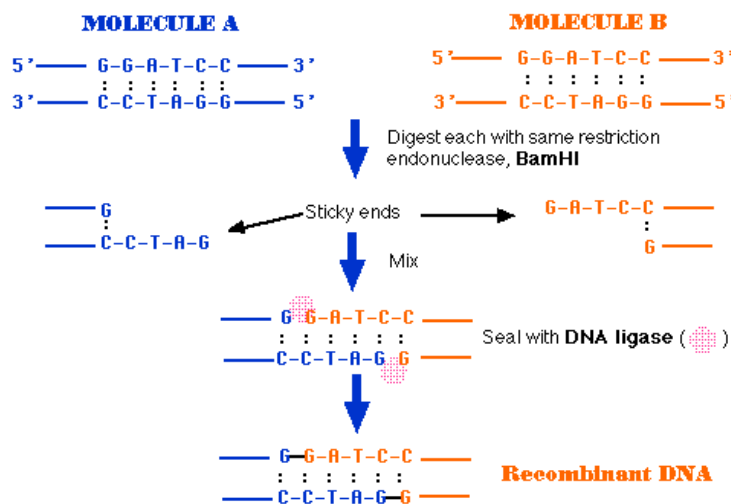 MOLECULE A
MOLECULE B
5' G-G-A-T-C-C 3'
3' C-C-T-A-G-G 5'
5' G-G-A-T-C-C 3'
3' C-C-T-A-G-G 5'
Digest each with same restriction
endonuclease, BamHI
G
C-C-T-A-G
Sticky ends
G-A-T-C-C
G
Mix
G G-A-T-C-C
C-C-T-A-G G
Seal with DNA ligase ( )
G-G-A-T-C-C
C-C-T-A-G-G
Recombinant DNA